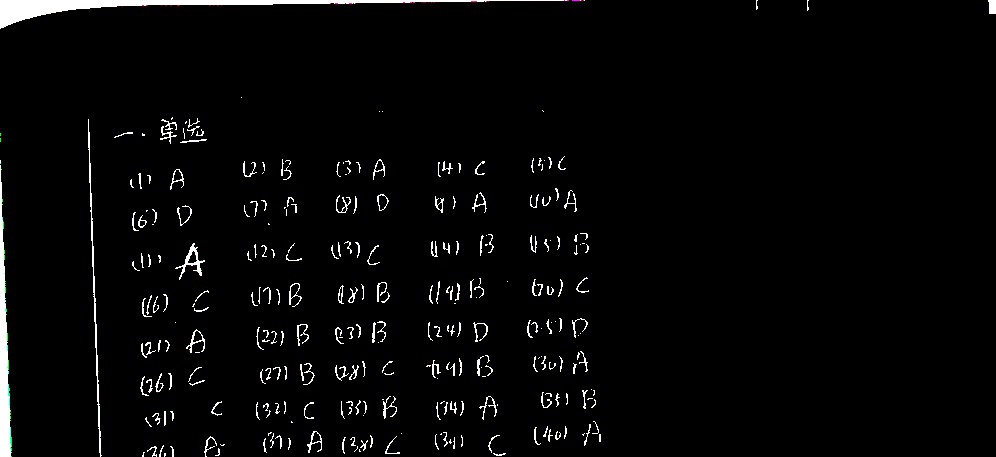 一.单选
(1) A (2) B (3) A (4) C (5) C
(6) D (7) A (8) D (9) A (10) A
(11) A (12) C (13) C (14) B (15) B
(16) C (17) B (18) B (19) B (20) C
(21) A (22) B (23) B (24) D (25) D
(26) C (27) B (28) C (29) B (30) A
(31) C (32) C (33) B (34) A (35) B
(36) A (37) A (38) C (39) C (40) A